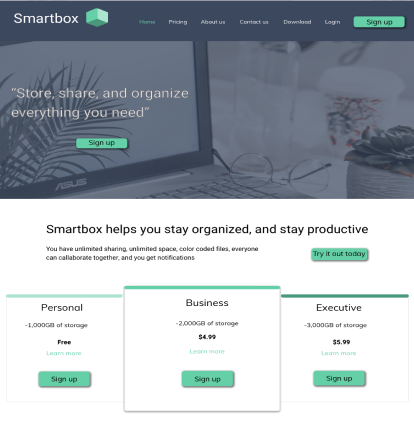 Smartbox
Home Pricing About us Contact us Download Login Sign up
“Store, share, and organize
everything you need”
Sign up
ASUS
Smartbox helps you stay organized, and stay productive
You have unlimited sharing, unlimited space, color coded files, everyone
can callaborate together, and you get notifications
Try it out today
Personal
-1,000GB of storage
Free
Learn more
Sign up
Business
-2,000GB of storage
$4.99
Learn more
Sign up
Executive
-3,000GB of storage
$5.99
Learn more
Sign up